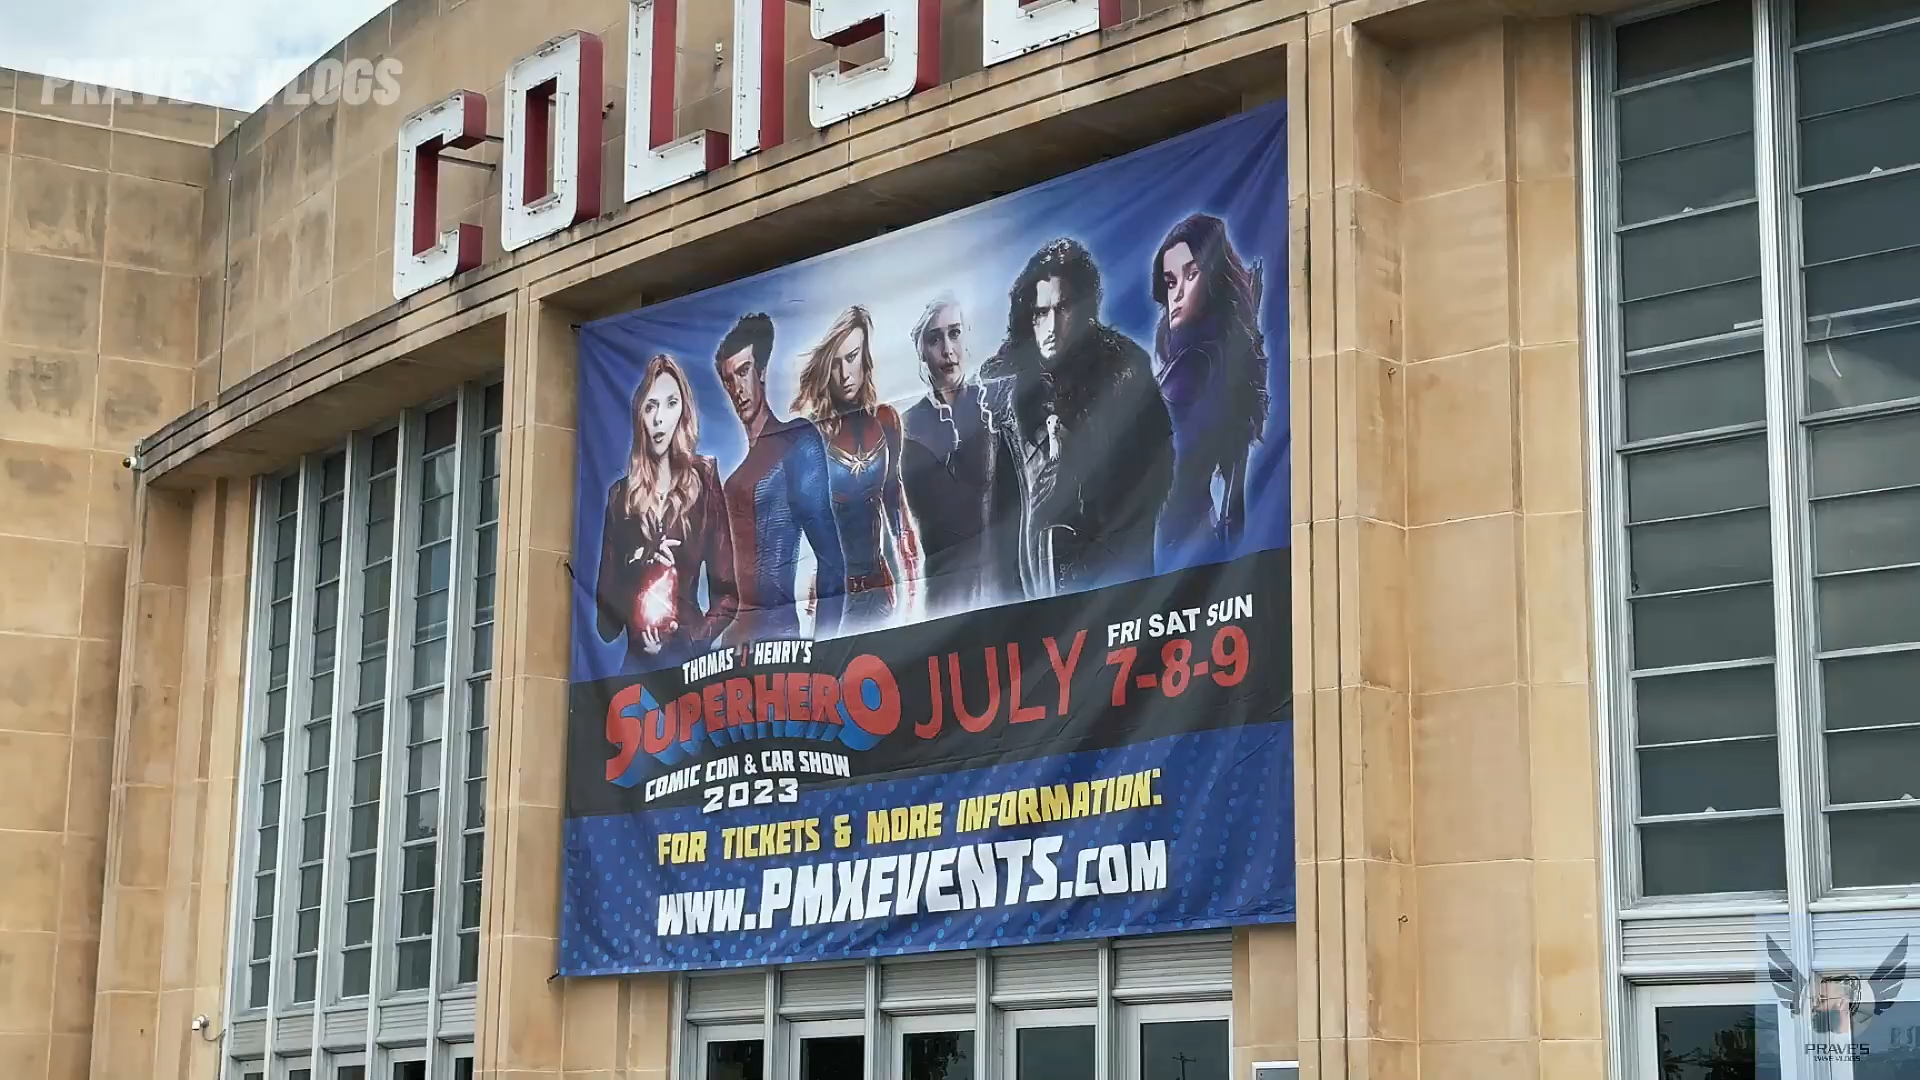 PRAVE'S VLOGS
COLISE
THOMAS J HENRY'S
SUPERHERO
COMIC CON & CAR SHOW
2023
JULY
FRI SAT SUN
7-8-9
FOR TICKETS & MORE INFORMATION:
WWW.PMXEVENTS.COM
PRAVE'S